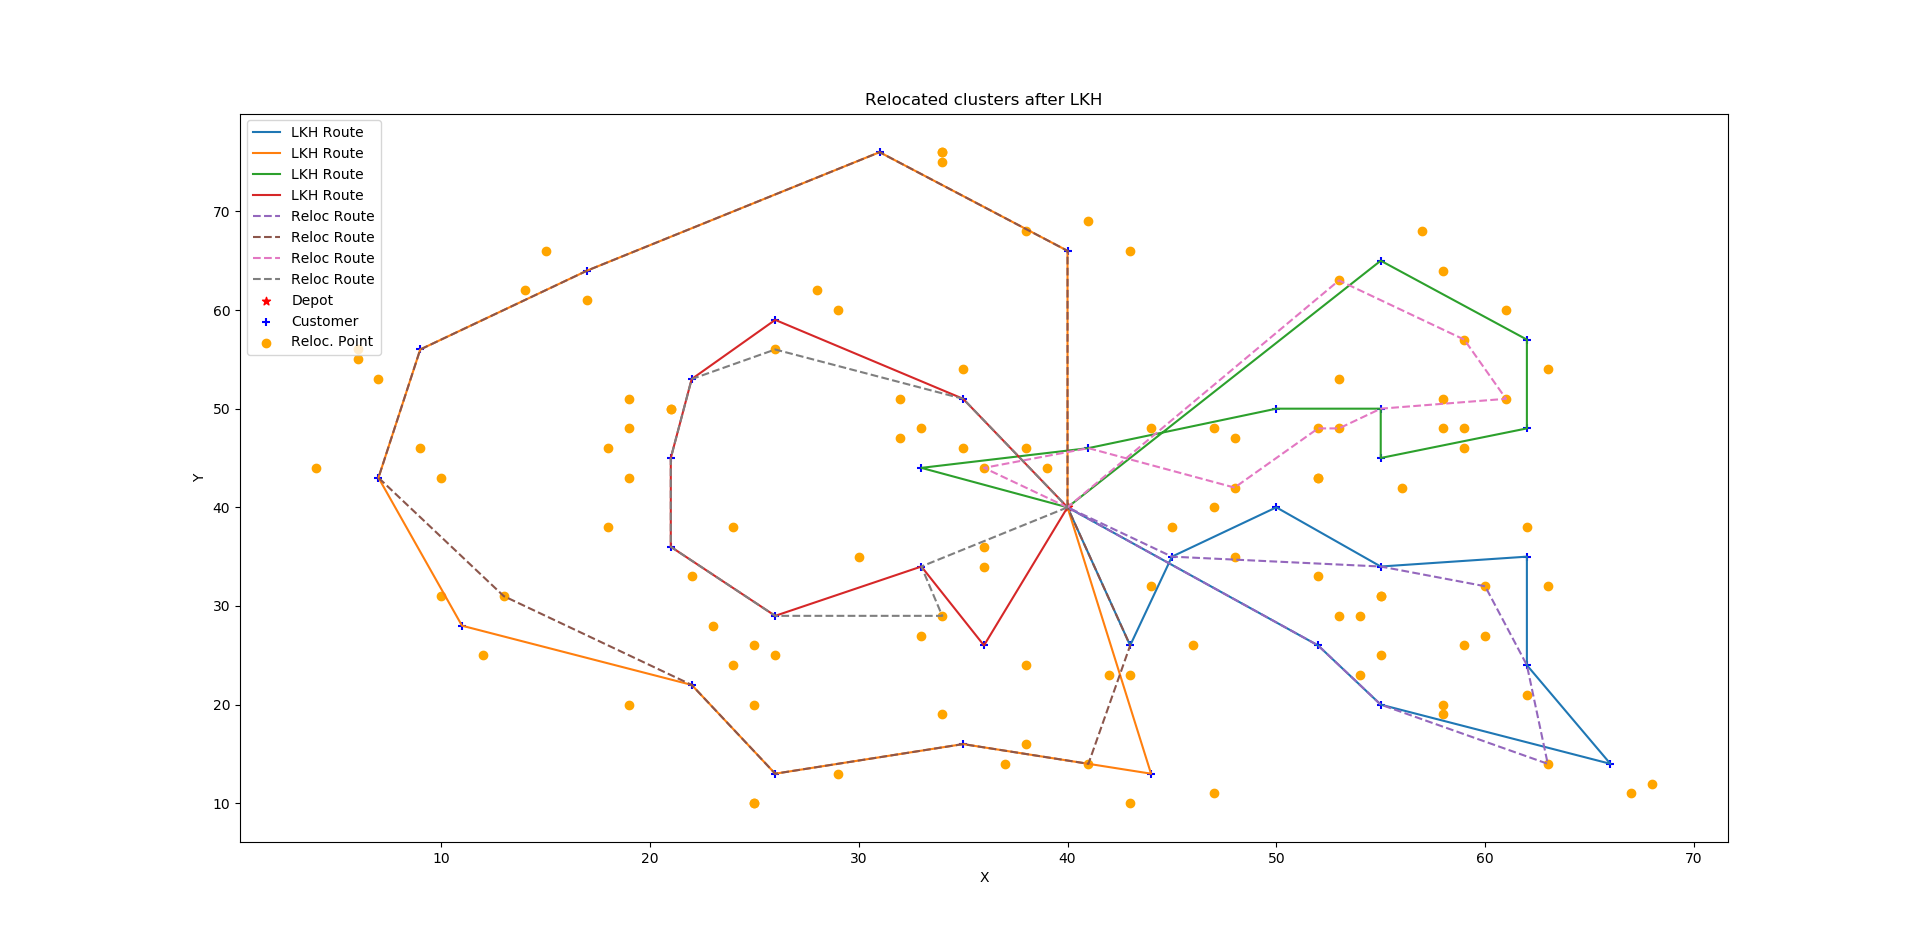 Relocated clusters after LKH
LKH Route
LKH Route
LKH Route
LKH Route
Reloc Route
Reloc Route
Reloc Route
Reloc Route
Depot
Customer
Reloc. Point
70
60
50
40
30
20
10
Y
10 20 30 40 50 60 70
X